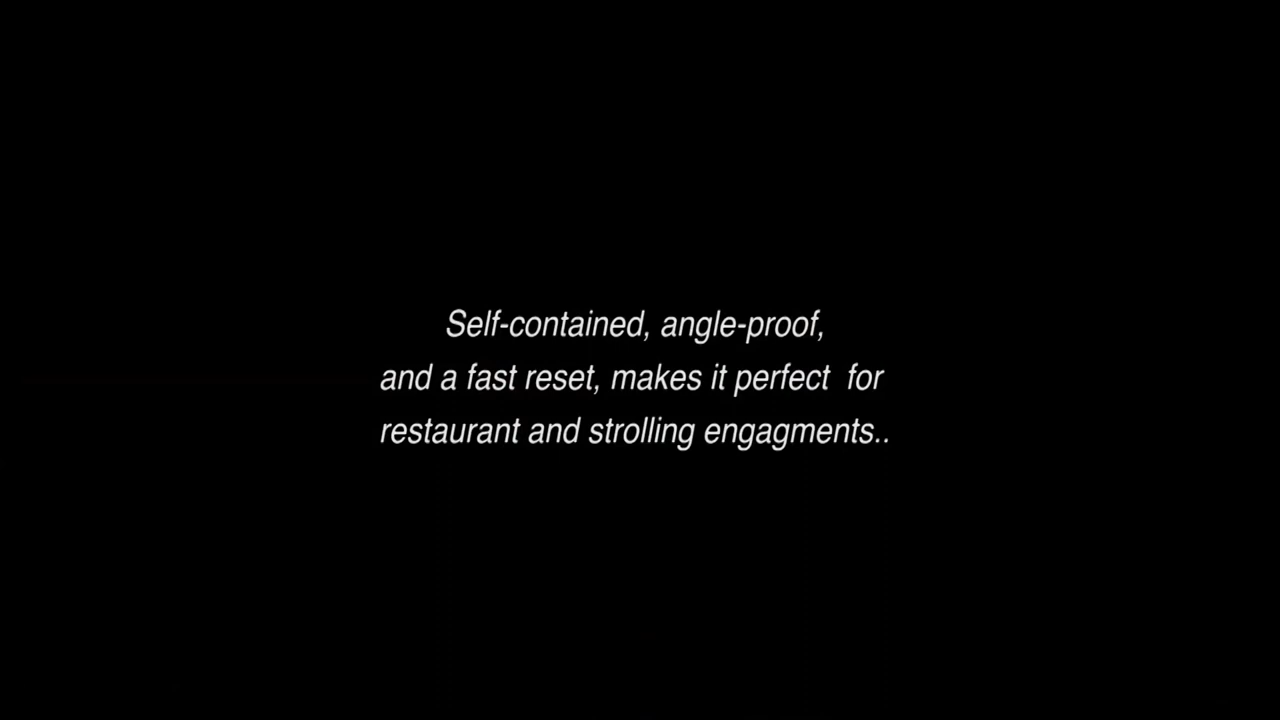 Self-contained, angle-proof,
and a fast reset, makes it perfect  for
restaurant and strolling engagments..